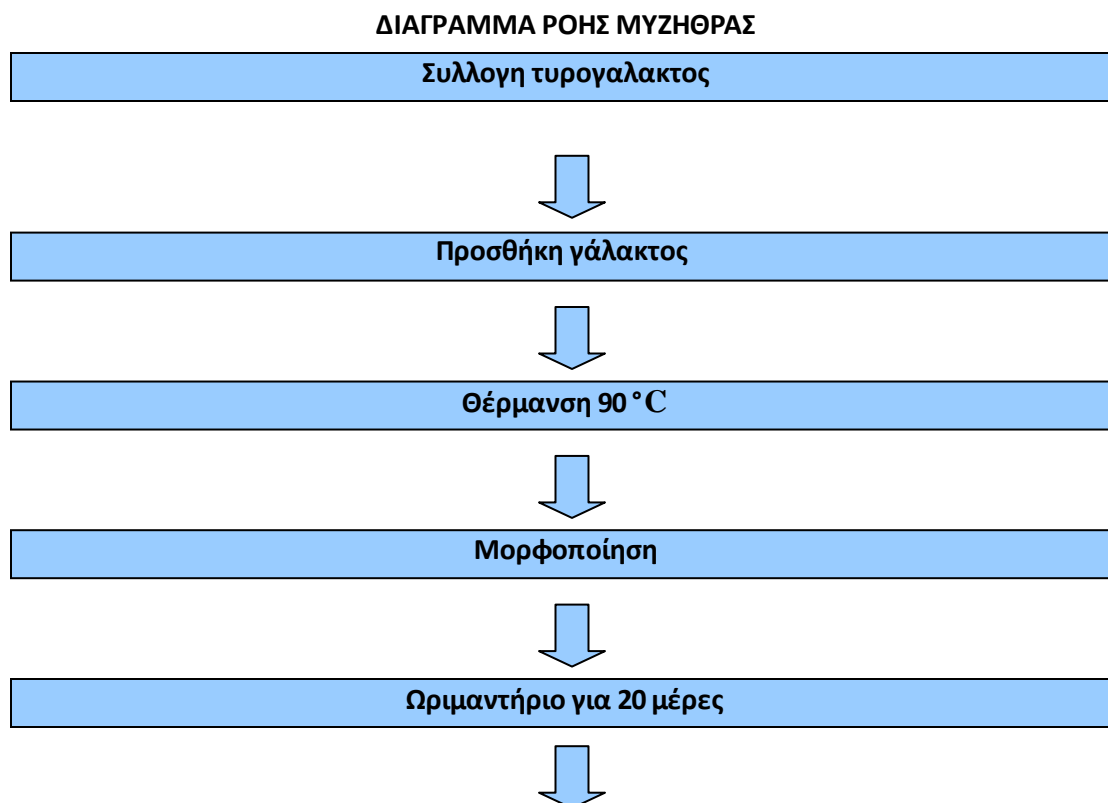 ΔΙΑΓΡΑΜΜΑ ΡΟΗΣ ΜΥΖΗΘΡΑΣ
Συλλογη τυρογαλακτος
Προσθήκη γάλακτος
Θέρμανση 90 °C
Μορφοποίηση
Ωριμαντήριο για 20 μέρες